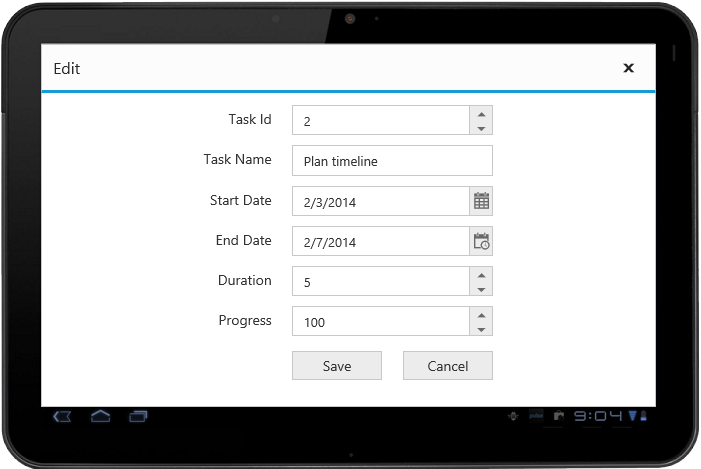 Edit
Task Id 2
Task Name Plan timeline
Start Date 2/3/2014
End Date 2/7/2014
Duration 5
Progress 100
Save Cancel
9:04